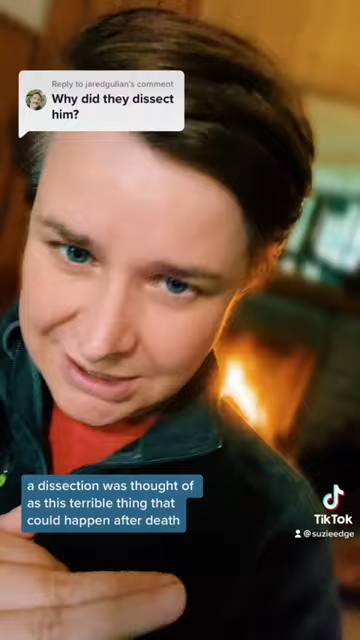 Reply to jaredgulian's comment
Why did they dissect
him?
a dissection was thought of
as this terrible thing that
could happen after death
TikTok
@suzieedge